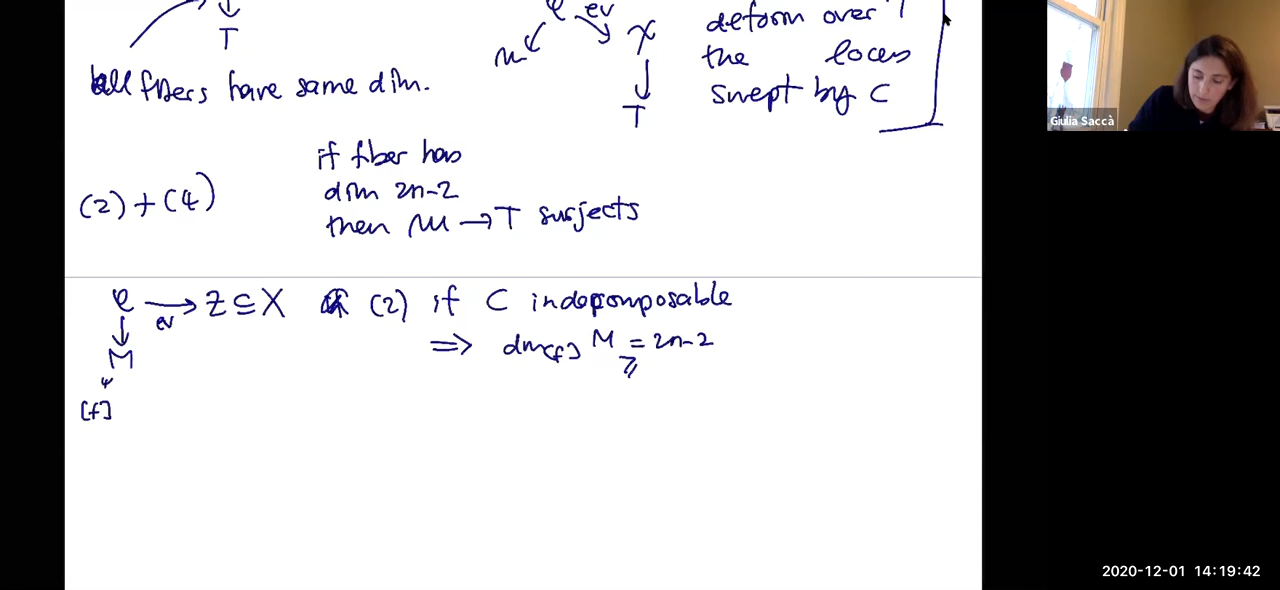 T
all fibers have same dim.
e ev
m X
T
deform over T
the locus
swept by C
Giulia Saccà
(2) + (4)
if fiber has
dim 2n-2
then M → T surjects
e → Z ⊆ X (2) if C indecomposable
ev
↓ ⇒ dim[f] M = 2n-2
M ≥
[f]
2020-12-01 14:19:42